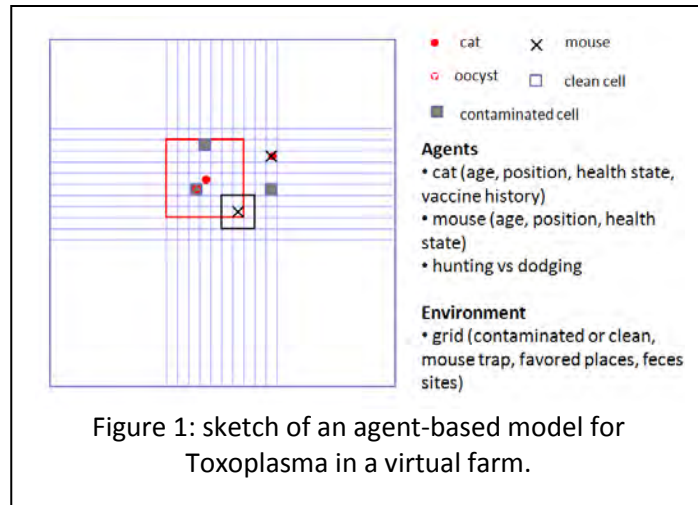 cat
mouse
oocyst
clean cell
contaminated cell
Agents
• cat (age, position, health state,
vaccine history)
• mouse (age, position, health
state)
• hunting vs dodging
Environment
• grid (contaminated or clean,
mouse trap, favored places, feces
sites)
Figure 1: sketch of an agent-based model for
Toxoplasma in a virtual farm.